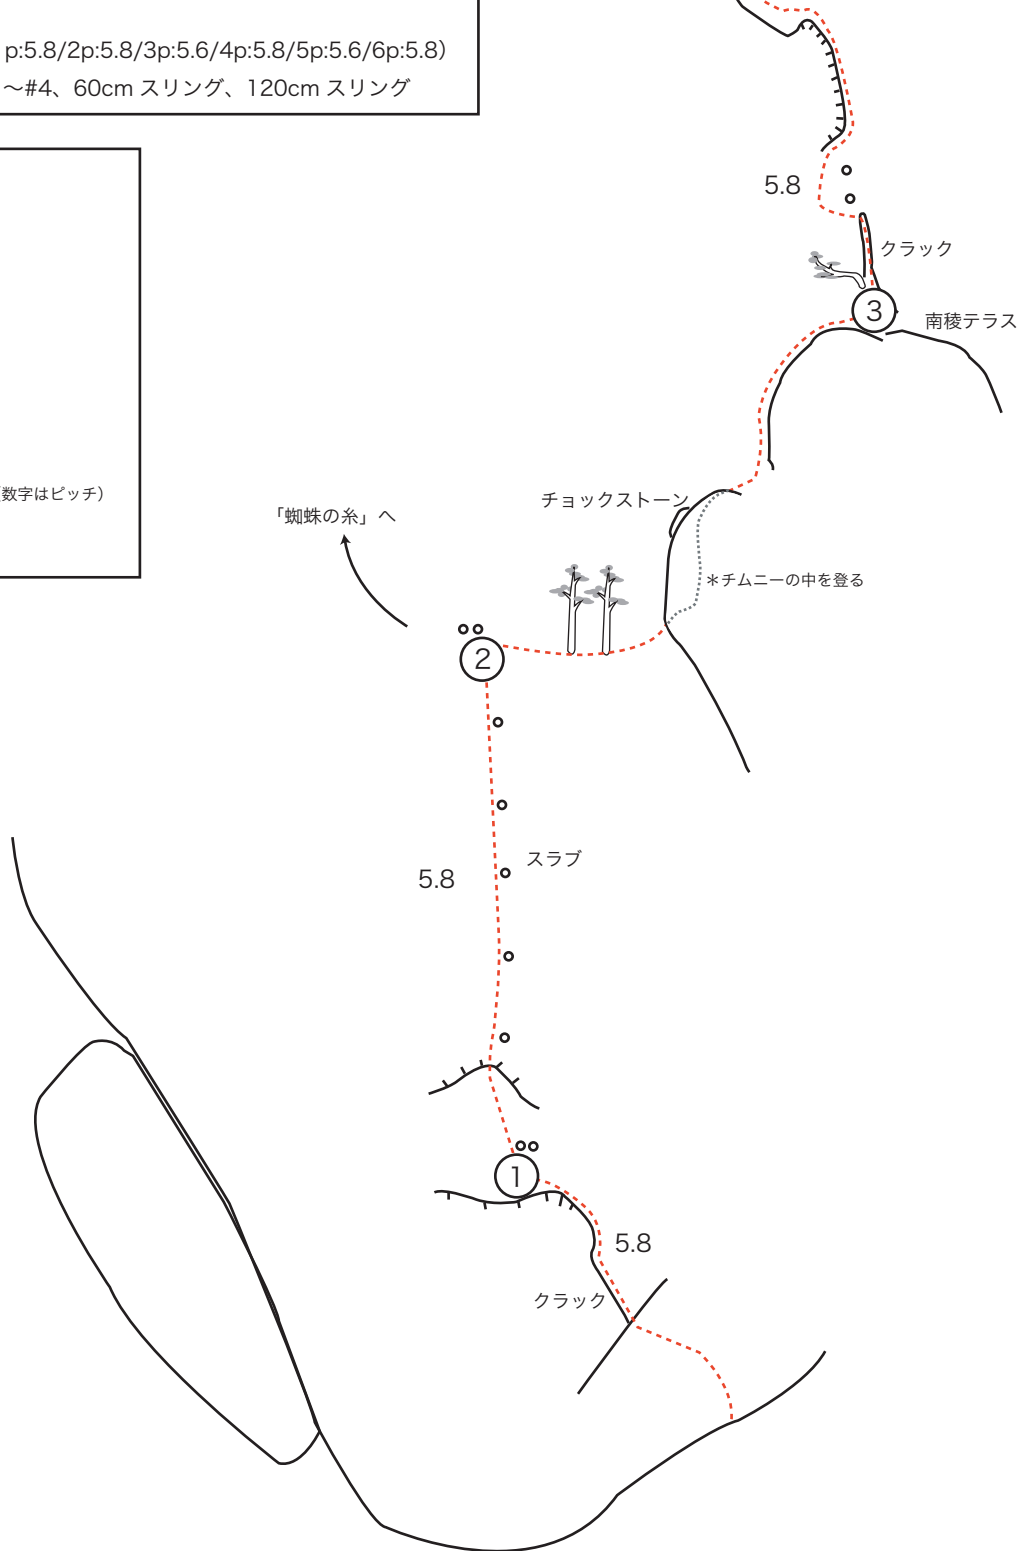 p:5.8/2p:5.8/3p:5.6/4p:5.8/5p:5.6/6p:5.8）
〜#4、60cm スリング、120cm スリング
5.8
クラック
3
南稜テラス
（数字はピッチ）
チョックストーン
「蜘蛛の糸」へ
＊チムニーの中を登る
2
スラブ
5.8
1
5.8
クラック